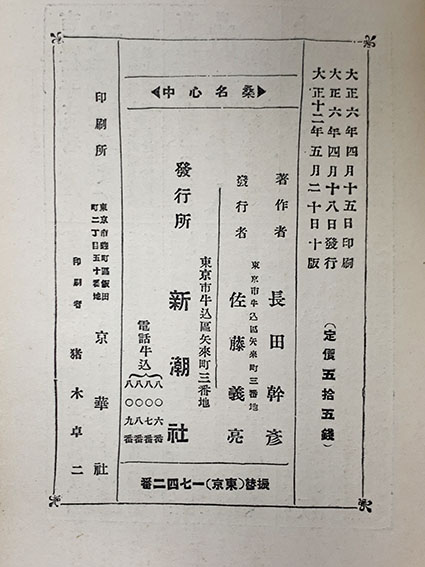 大正六年四月十五日印刷
大正六年四月十八日發行
大正十二年五月二十日十版
(定價五拾五錢)
桑名心中
著作者 長田幹彥
東京市牛込區矢來町三番地
發行者 佐藤義亮
東京市牛込區矢來町三番地
發行所 新潮社
電話牛込
八〇六番
八〇七番
八〇八番
八〇九番
振替(東京)一七四二番
東京市麹町區飯田
町二丁目五十番地
印刷所 京華社
印刷者 猪木卓二